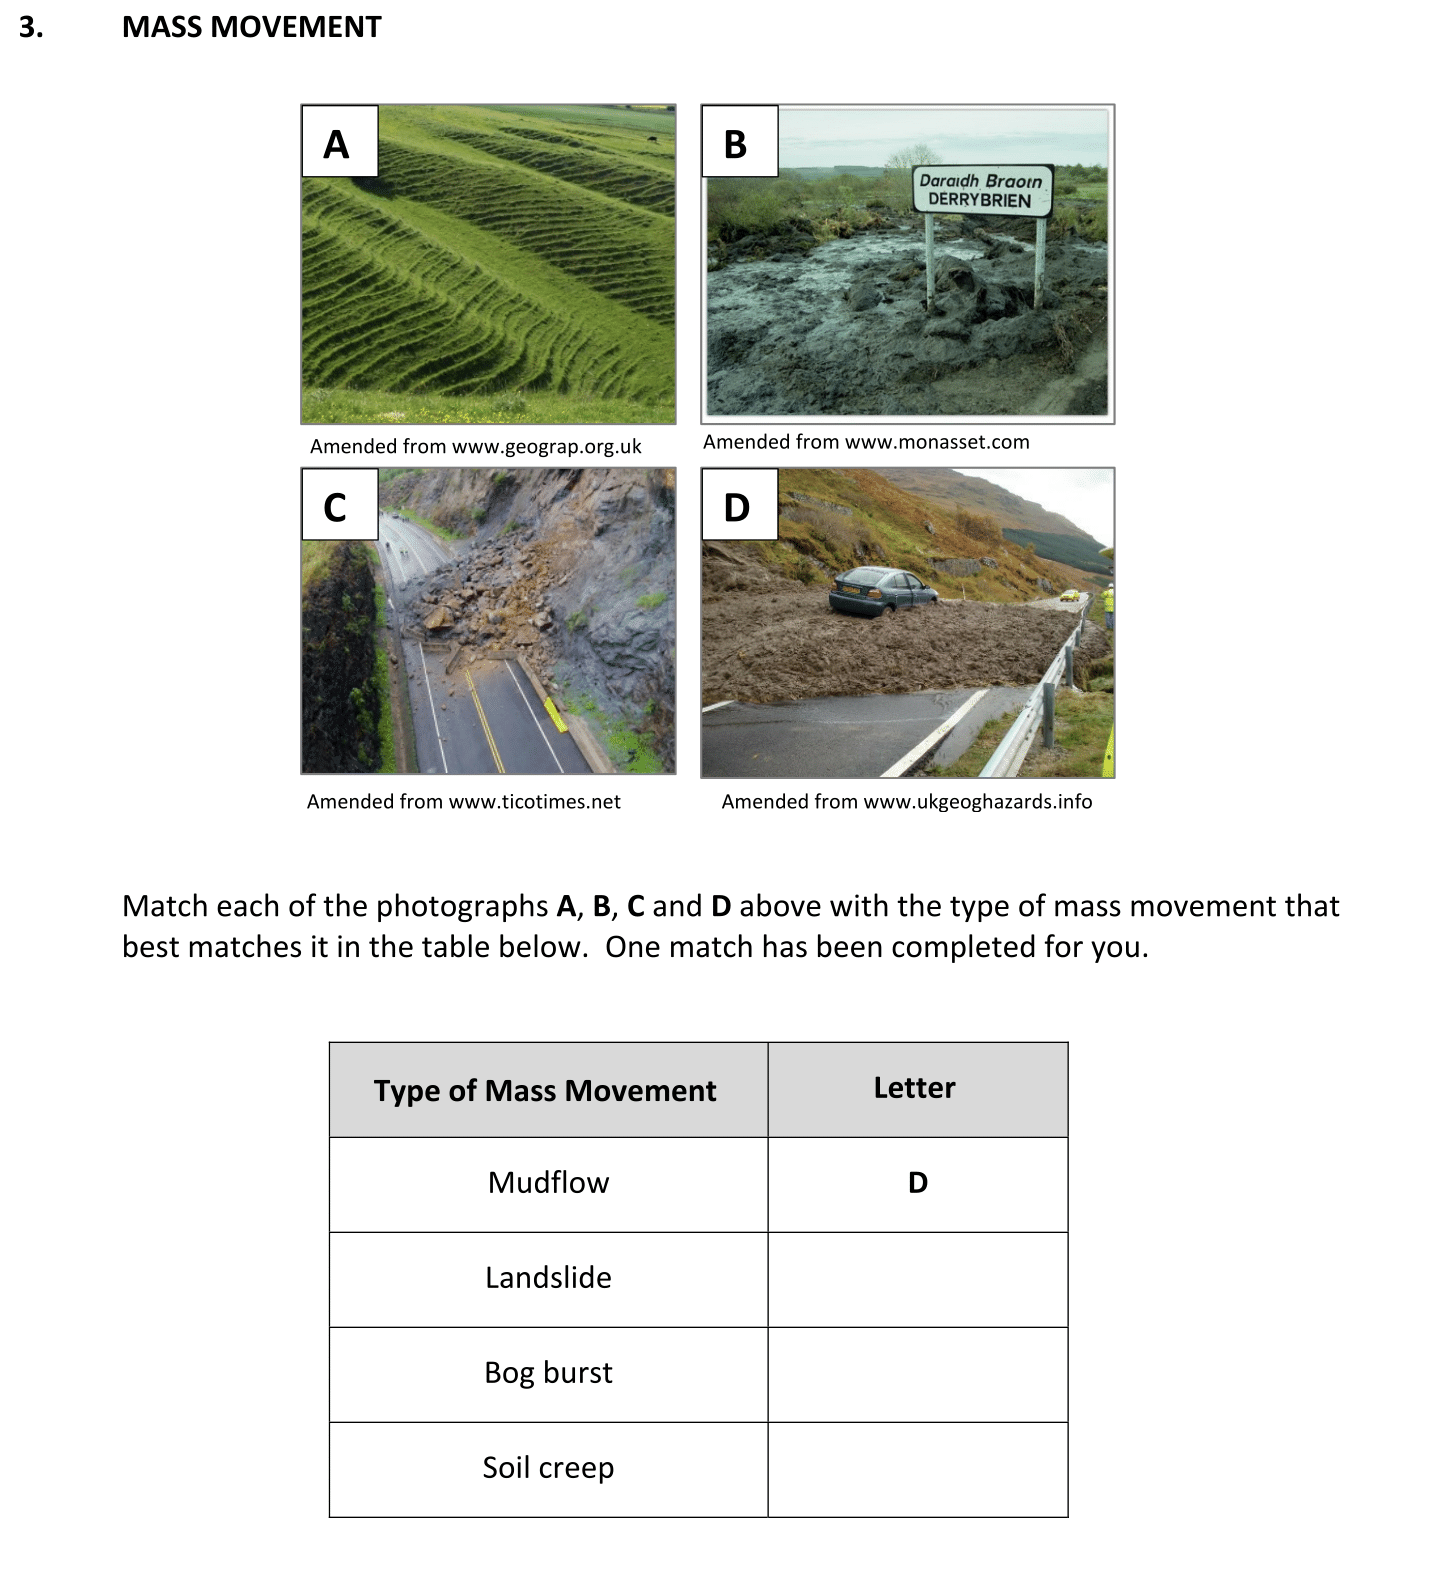 3. MASS MOVEMENT
A
B
Daraıdh Braoın
DERRYBRIEN
Amended from www.geograp.org.uk
Amended from www.monasset.com
C
D
Amended from www.ticotimes.net
Amended from www.ukgeoghazards.info
Match each of the photographs A, B, C and D above with the type of mass movement that
best matches it in the table below. One match has been completed for you.
Type of Mass Movement Letter
Mudflow D
Landslide
Bog burst
Soil creep